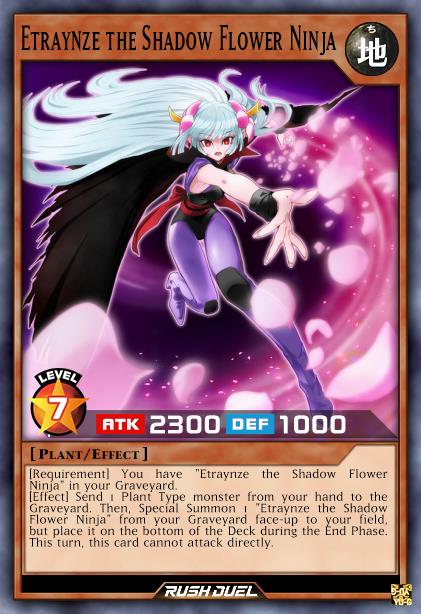 Etraynze the Shadow Flower Ninja
ち
地
LEVEL
7
ATK 2300 DEF 1000
[Plant/Effect]
[Requirement] You have "Etraynze the Shadow Flower
Ninja" in your Graveyard.
[Effect] Send 1 Plant Type monster from your hand to the
Graveyard. Then, Special Summon 1 "Etraynze the Shadow
Flower Ninja" from your Graveyard face-up to your field,
but place it on the bottom of the Deck during the End Phase.
This turn, this card cannot attack directly.
RUSH DUEL